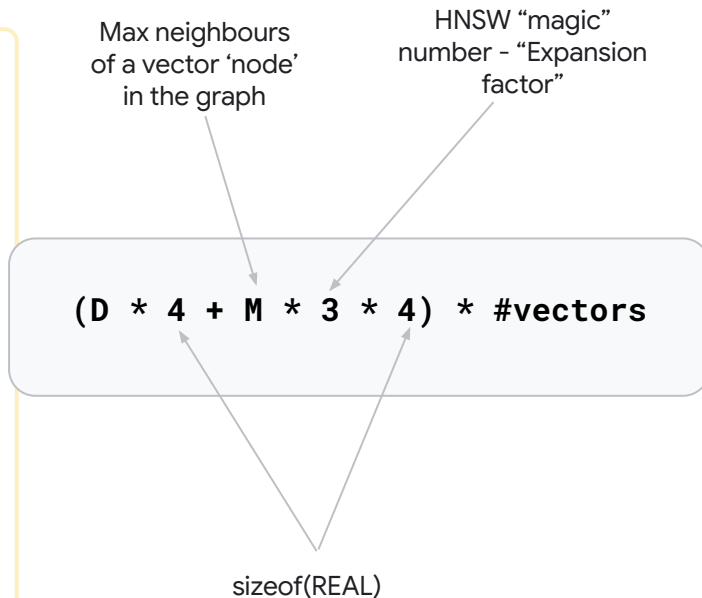 Max neighbours
of a vector ‘node’
in the graph
HNSW “magic”
number - “Expansion
factor”
(D * 4 + M * 3 * 4) * #vectors
sizeof(REAL)